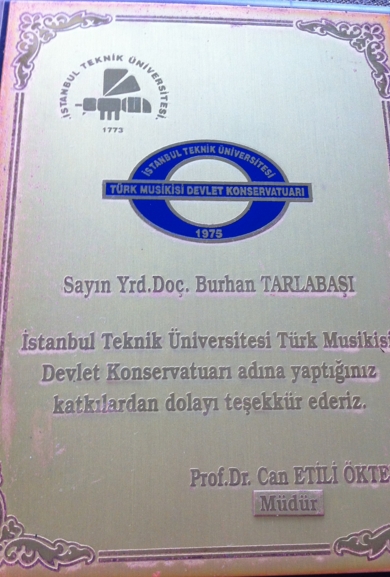 İSTANBUL TEKNİK ÜNİVERSİTESİ
1773
İSTANBUL TEKNİK ÜNİVERSİTESİ
TÜRK MUSIKİSİ DEVLET KONSERVATUARI
1975
Sayın Yrd.Doç. Burhan TARLABAŞI
İstanbul Teknik Üniversitesi Türk Musikisi
Devlet Konservatuarı adına yaptığınız
katkılardan dolayı teşekkür ederiz.
Prof.Dr. Can ETİLİ ÖKTE
Müdür